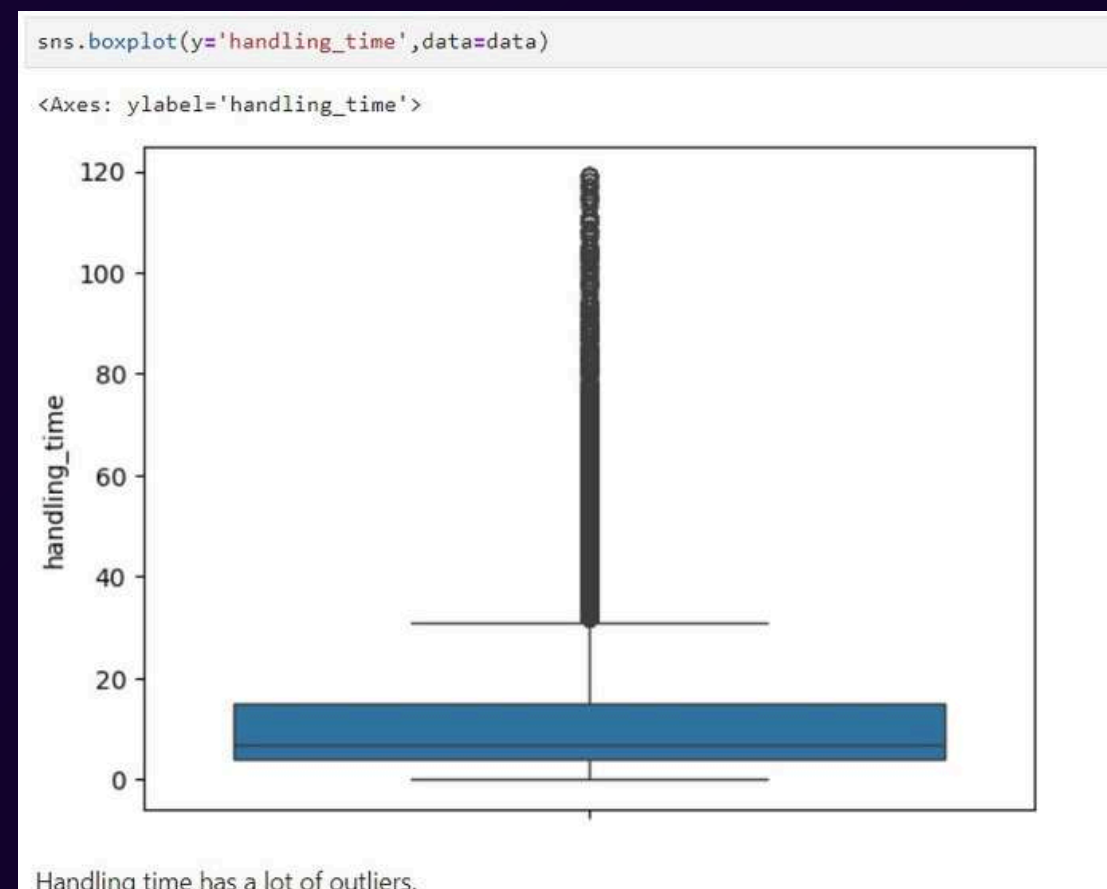 sns.boxplot(y='handling_time',data=data)
<Axes: ylabel='handling_time'>
120
100
80
60
40
20
0
handling_time
Handling time has a lot of outliers.